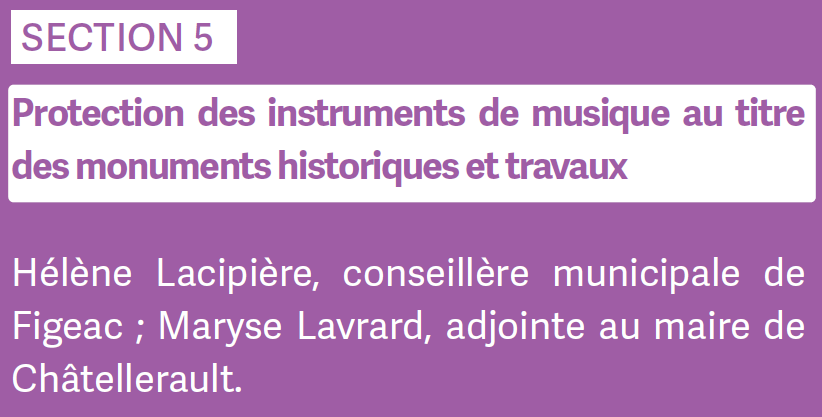 SECTION 5
Protection des instruments de musique au titre
des monuments historiques et travaux
Hélène Lacipière, conseillère municipale de
Figeac ; Maryse Lavrard, adjointe au maire de
Châtellerault.